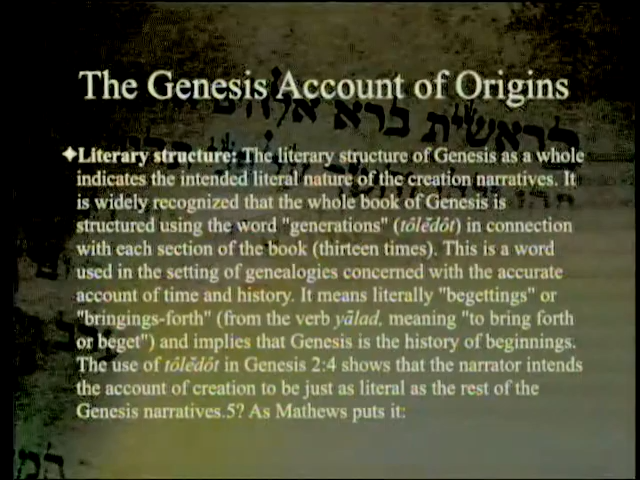 The Genesis Account of Origins
בראשית ברא אלהים
✦Literary structure: The literary structure of Genesis as a whole
indicates the intended literal nature of the creation narratives. It
is widely recognized that the whole book of Genesis is
structured using the word "generations" (tôlĕdôt) in connection
with each section of the book (thirteen times). This is a word
used in the setting of genealogies concerned with the accurate
account of time and history. It means literally "begettings" or
"bringings-forth" (from the verb yālad, meaning "to bring forth
or beget") and implies that Genesis is the history of beginnings.
The use of tôlĕdôt in Genesis 2:4 shows that the narrator intends
the account of creation to be just as literal as the rest of the
Genesis narratives.5? As Mathews puts it: